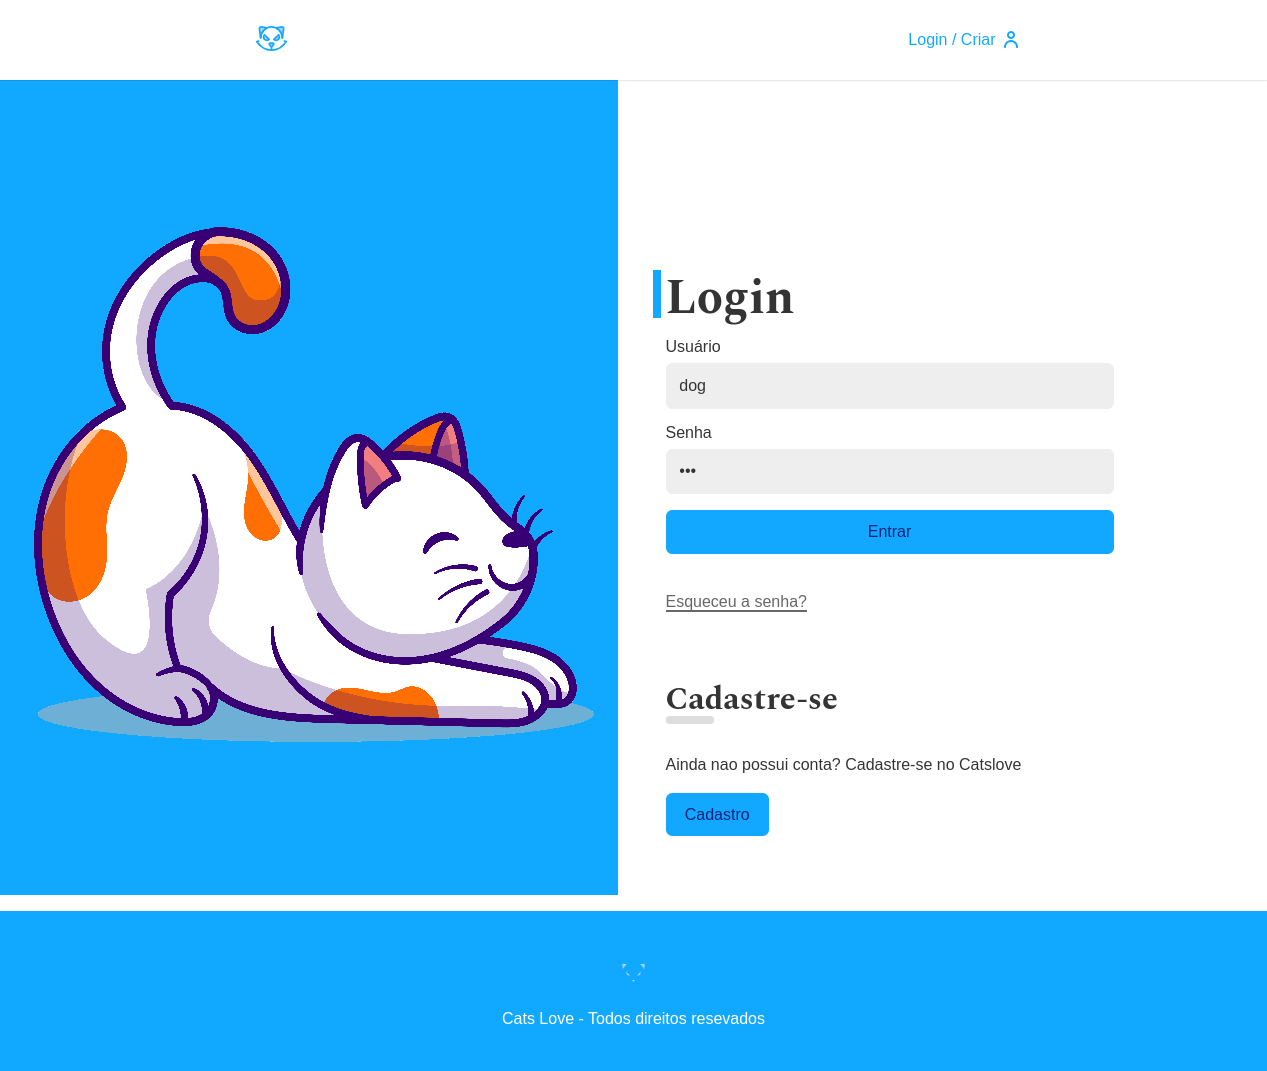 Login / Criar
Login
Usuário
dog
Senha
•••
Entrar
Esqueceu a senha?
Cadastre-se
Ainda nao possui conta? Cadastre-se no Catslove
Cadastro
Cats Love - Todos direitos resevados